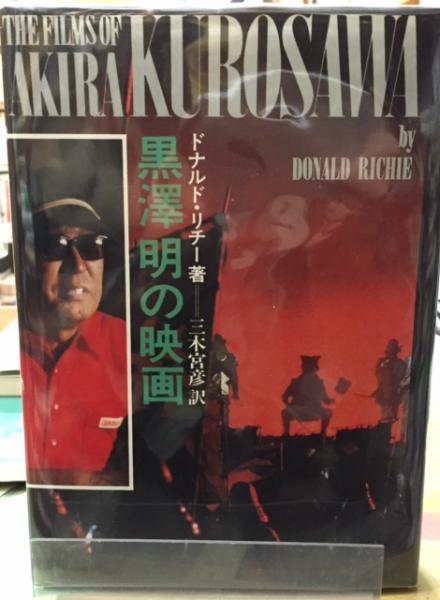 THE FILMS OF
AKIRA KUROSAWA
by
DONALD RICHIE
ドナルド・リチー著——三木宮彦訳
黒澤明の映画